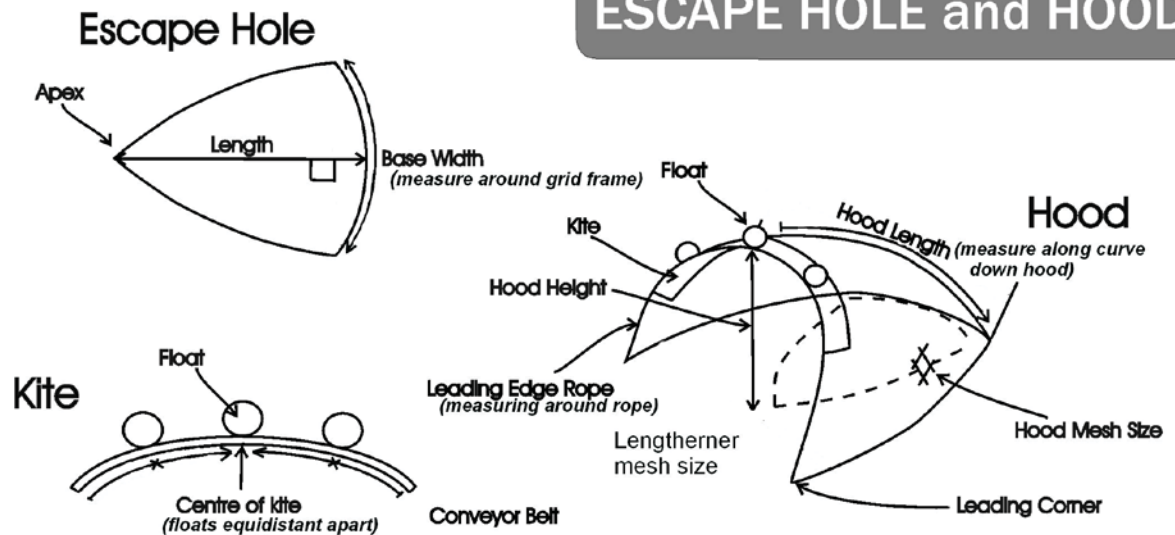 ESCAPE HOLE and HOOD
Escape Hole
Apex
Length
Base Width
(measure around grid frame)
Float
Kite
Hood Length
Hood
(measure along curve
down hood)
Hood Height
Leading Edge Rope
(measuring around rope)
Lengtherner
mesh size
Hood Mesh Size
Leading Corner
Kite
Float
Centre of kite
(floats equidistant apart)
Conveyor Belt